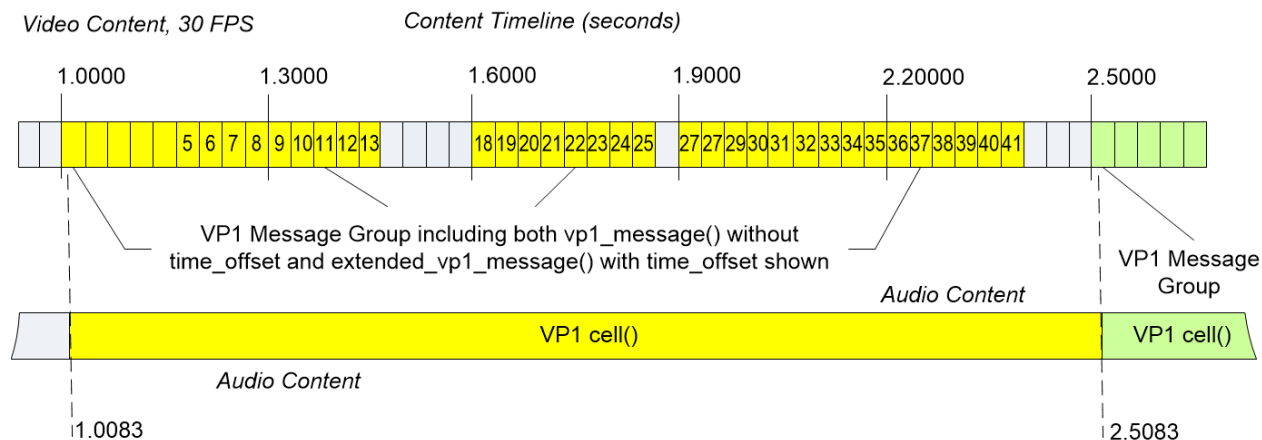 Video Content, 30 FPS
Content Timeline (seconds)
1.0000 1.3000 1.6000 1.9000 2.20000 2.5000
5 6 7 8 9 10 11 12 13 18 19 20 21 22 23 24 25 27 27 29 30 31 32 33 34 35 36 37 38 39 40 41
VP1 Message Group including both vp1_message() without
time_offset and extended_vp1_message() with time_offset shown
VP1 Message
Group
Audio Content
VP1 cell() VP1 cell()
Audio Content
1.0083 2.5083